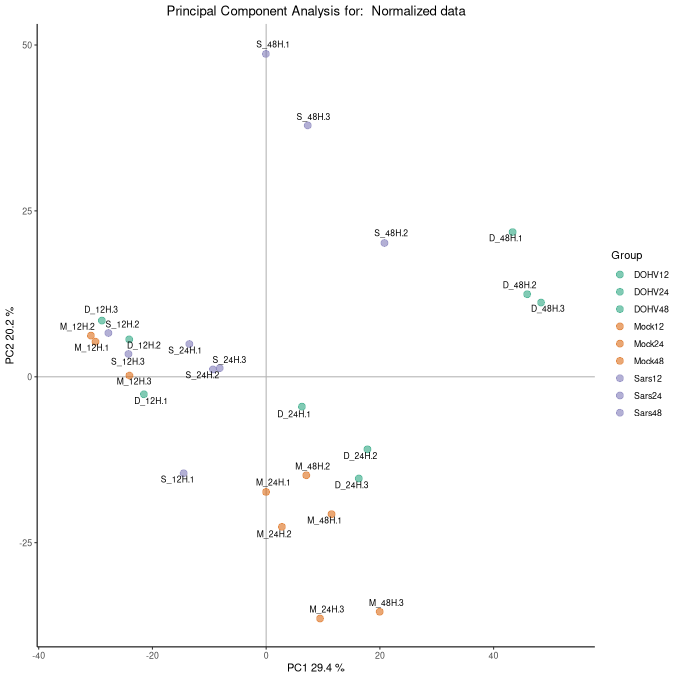 Principal Component Analysis for:  Normalized data
S_48H.1
50
S_48H.3
25
S_48H.2
D_48H.1
D_48H.2
D_48H.3
Group
DOHV12
DOHV24
DOHV48
Mock12
Mock24
Mock48
Sars12
Sars24
Sars48
PC2 20.2 %
D_12H.3
M_12H.2
S_12H.2
M_12H.1
D_12H.2
S_24H.1
S_12H.3
S_24H.3
S_24H.2
0
M_12H.3
D_12H.1
D_24H.1
D_24H.2
S_12H.1
M_48H.2
M_24H.1
D_24H.3
M_48H.1
M_24H.2
-25
M_24H.3
M_48H.3
-40
-20
0
20
40
PC1 29.4 %